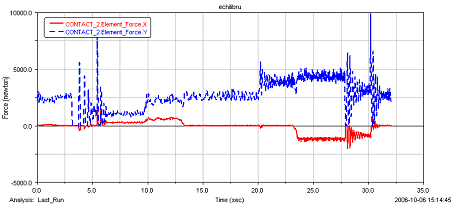 echilibru
10000.0
CONTACT_2.Element_Force.X
CONTACT_2.Element_Force.Y
5000.0
Force (newton)
0.0
-5000.0
0.0 5.0 10.0 15.0 20.0 25.0 30.0 35.0
Analysis: Last_Run Time (sec) 2006-10-06 15:14:45